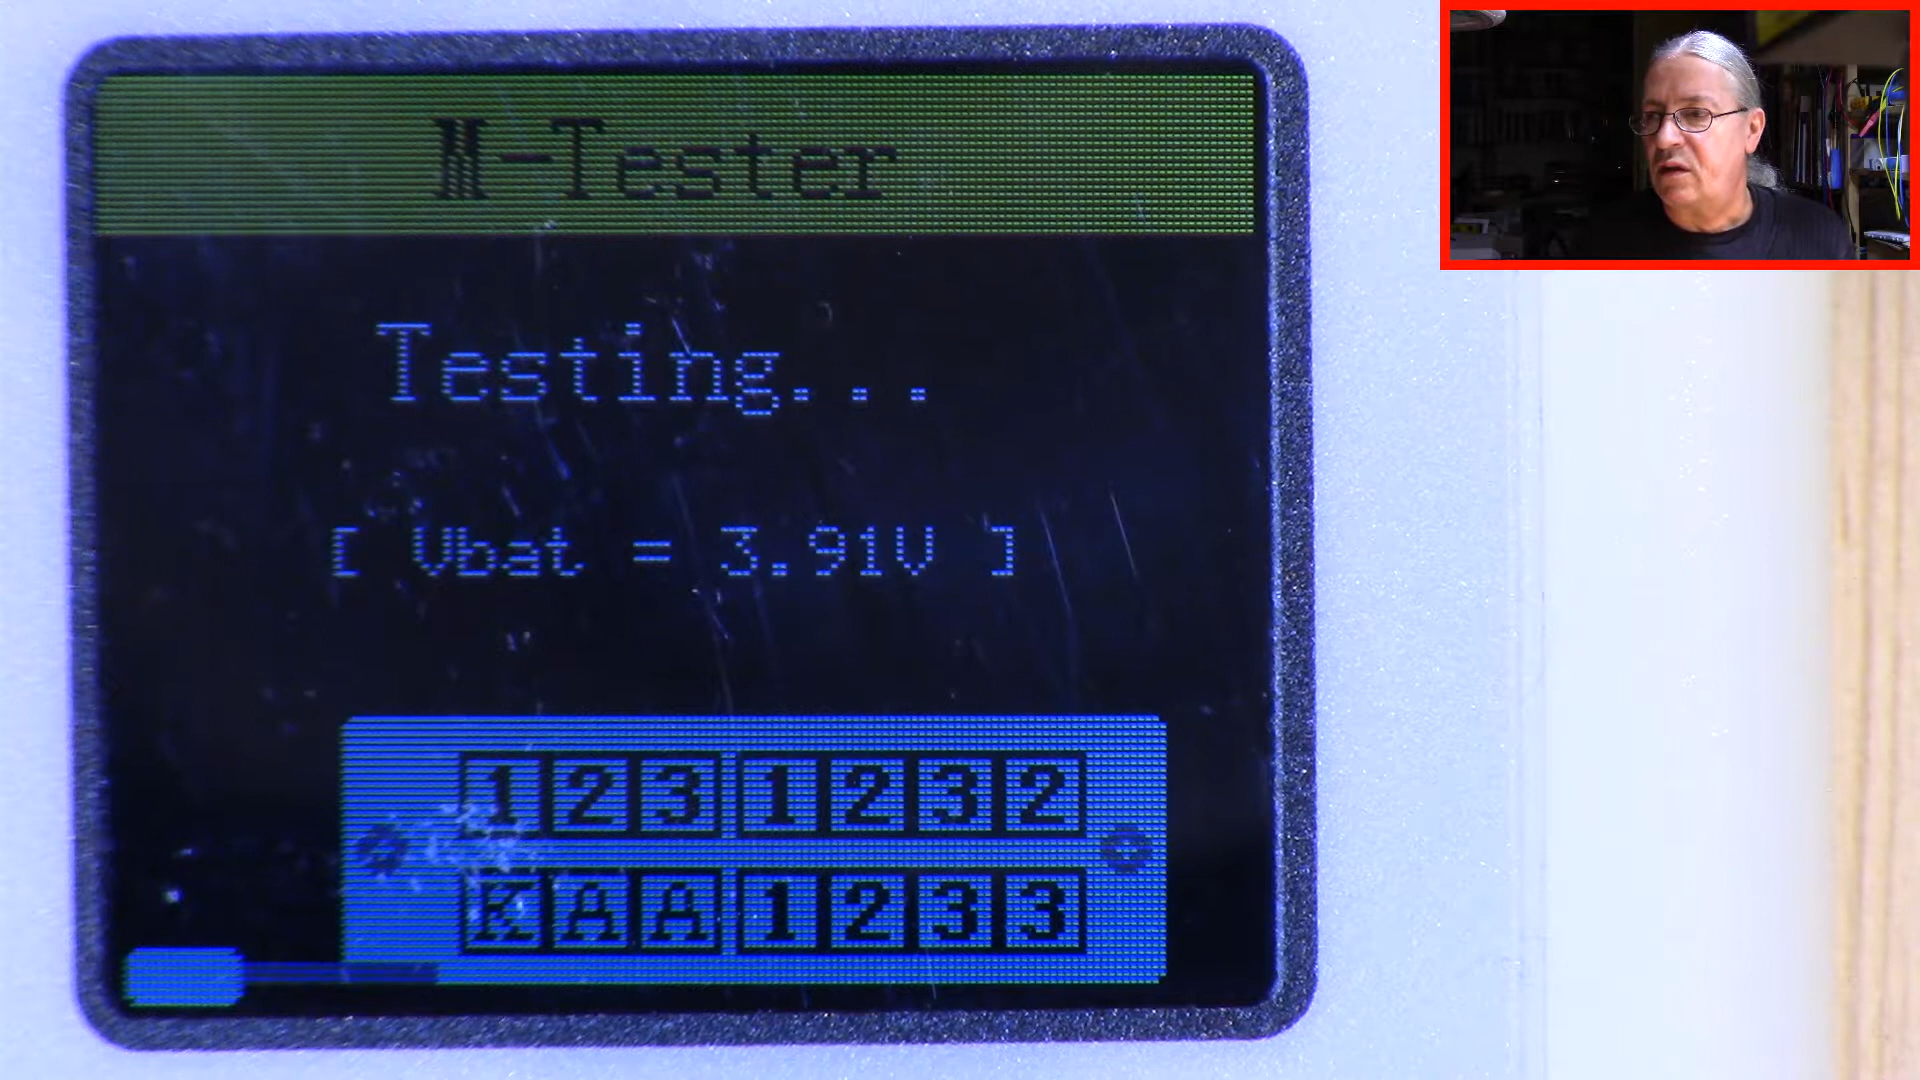 M-Tester
Testing...
[ Vbat = 3.91V ]
1 2 3 1 2 3 2
K A A 1 2 3 3